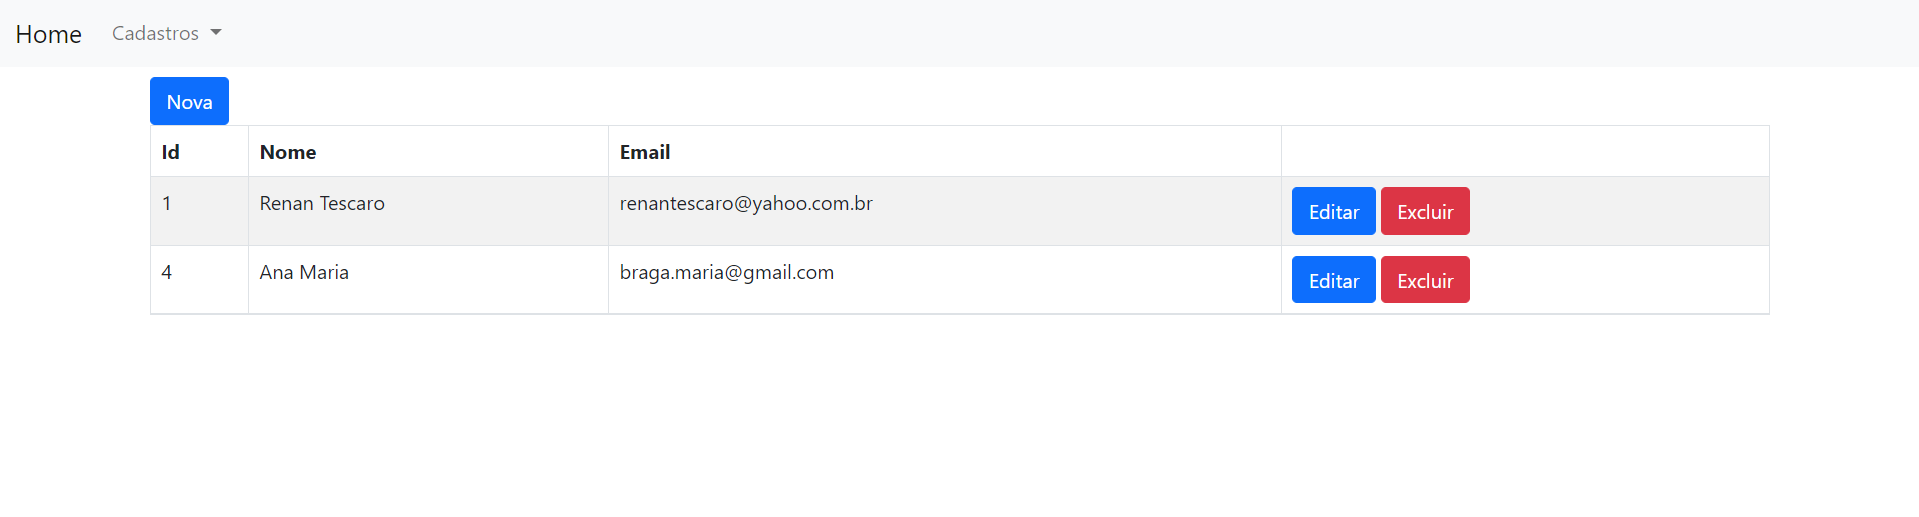 Home Cadastros
Nova
Id Nome Email
1 Renan Tescaro renantescaro@yahoo.com.br Editar Excluir
4 Ana Maria braga.maria@gmail.com Editar Excluir